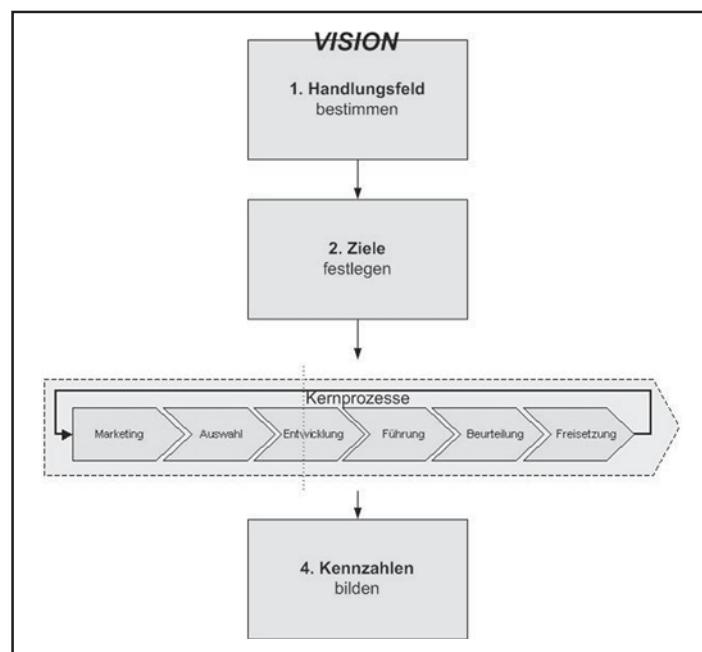 VISION
1. Handlungsfeld
bestimmen
2. Ziele
festlegen
Kernprozesse
Marketing Auswahl Entwicklung Führung Beurteilung Freisetzung
4. Kennzahlen
bilden